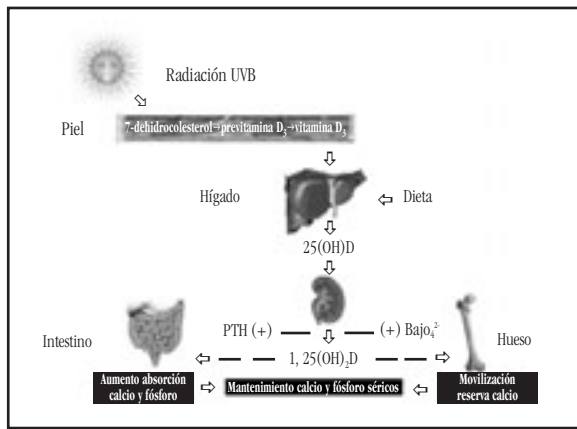 Radiación UVB
Piel
7-dehidrocolesterol→previtamina D₃→vitamina D₃
Hígado
Dieta
25(OH)D
PTH (+)
(+) Bajo₄²⁻
Intestino
Hueso
1, 25(OH)₂D
Aumento absorción
calcio y fósforo
Mantenimiento calcio y fósforo séricos
Movilización
reserva calcio